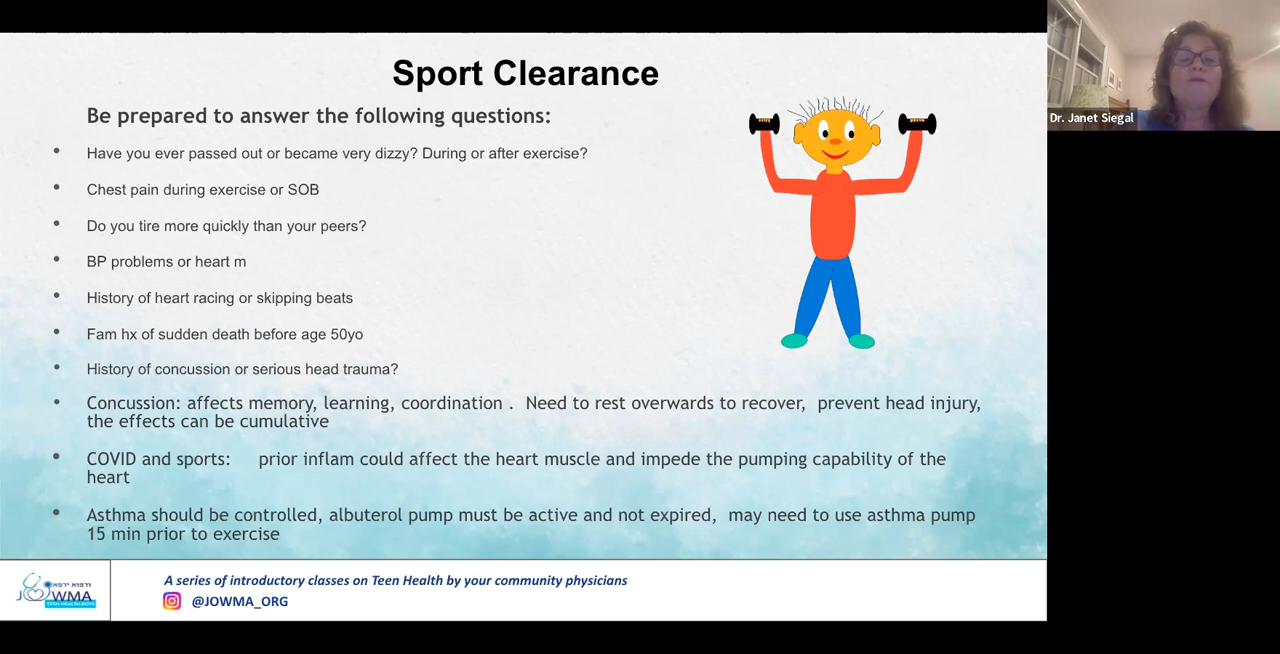 Sport Clearance
Be prepared to answer the following questions:
• Have you ever passed out or became very dizzy? During or after exercise?
• Chest pain during exercise or SOB
• Do you tire more quickly than your peers?
• BP problems or heart m
• History of heart racing or skipping beats
• Fam hx of sudden death before age 50yo
• History of concussion or serious head trauma?
• Concussion: affects memory, learning, coordination . Need to rest overwards to recover, prevent head injury,
the effects can be cumulative
• COVID and sports: prior inflam could affect the heart muscle and impede the pumping capability of the
heart
• Asthma should be controlled, albuterol pump must be active and not expired, may need to use asthma pump
15 min prior to exercise
Dr. Janet Siegal
JOWMA
A series of introductory classes on Teen Health by your community physicians
@JOWMA_ORG